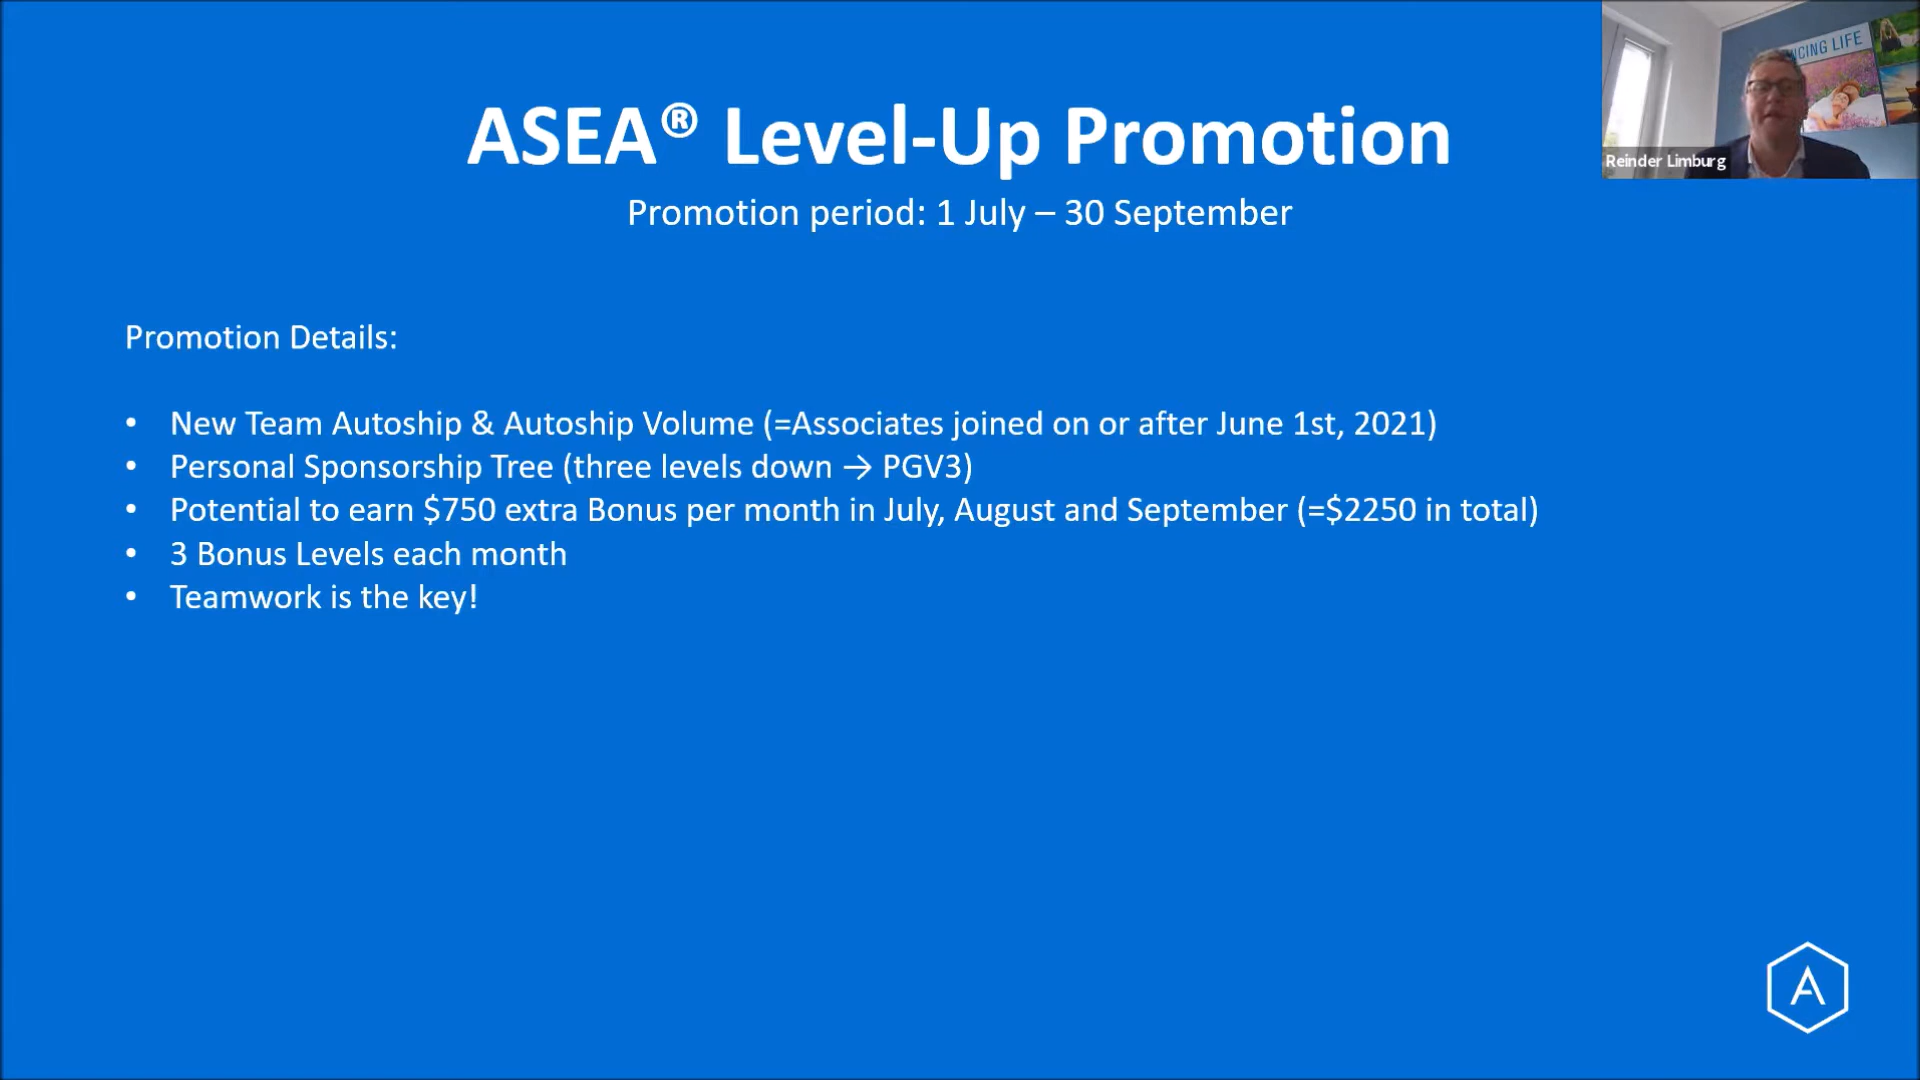 ASEA® Level-Up Promotion
Promotion period: 1 July – 30 September
NCING LIFE
Reinder Limburg
Promotion Details:
• New Team Autoship & Autoship Volume (=Associates joined on or after June 1st, 2021)
• Personal Sponsorship Tree (three levels down → PGV3)
• Potential to earn $750 extra Bonus per month in July, August and September (=$2250 in total)
• 3 Bonus Levels each month
• Teamwork is the key!
A